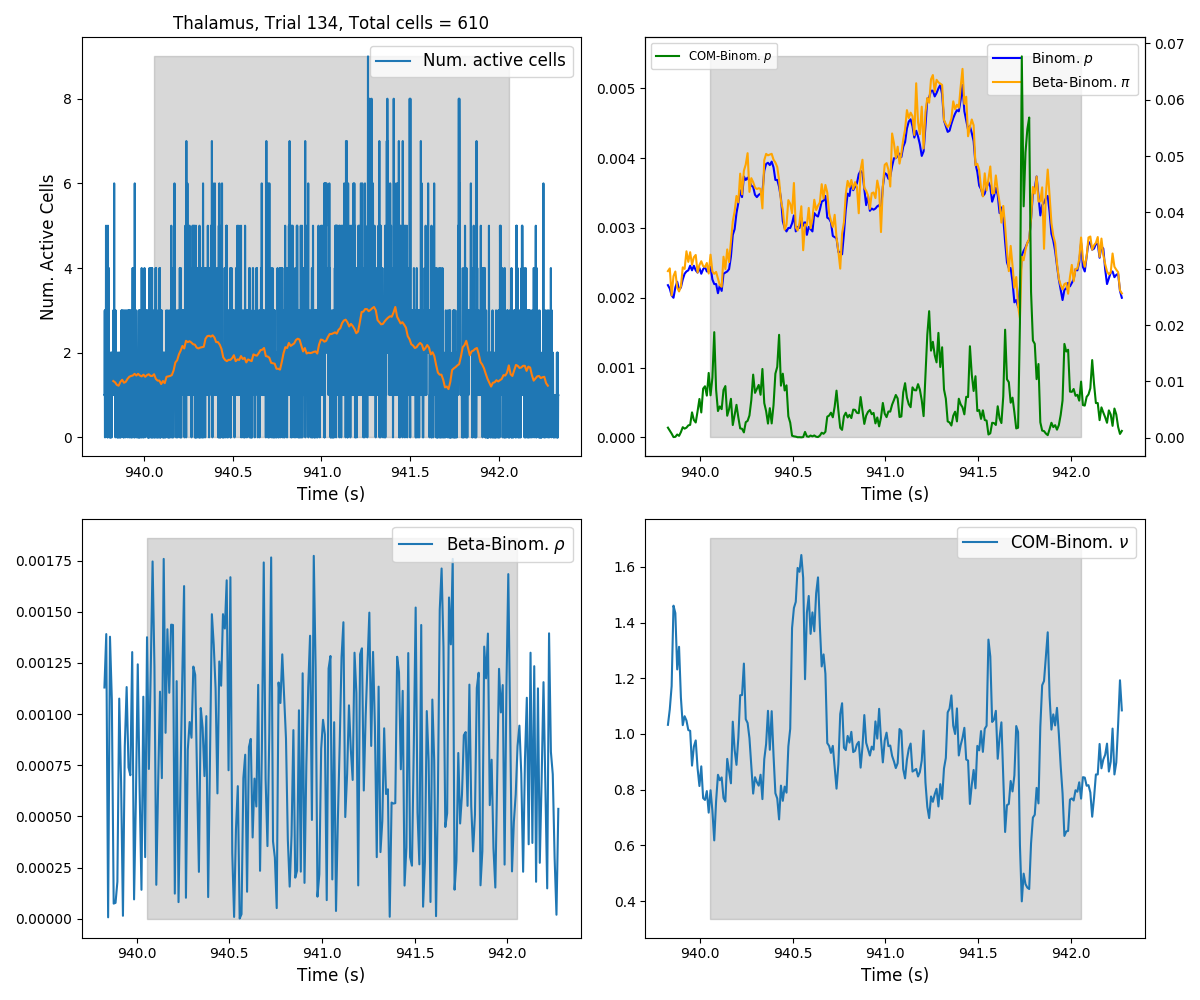 Thalamus, Trial 134, Total cells = 610
Num. active cells
Num. Active Cells
8
6
4
2
0
940.0 940.5 941.0 941.5 942.0
Time (s)
COM-Binom. p
Binom. p
Beta-Binom. π
0.005
0.004
0.003
0.002
0.001
0.000
0.07
0.06
0.05
0.04
0.03
0.02
0.01
0.00
940.0 940.5 941.0 941.5 942.0
Time (s)
Beta-Binom. ρ
0.00175
0.00150
0.00125
0.00100
0.00075
0.00050
0.00025
0.00000
940.0 940.5 941.0 941.5 942.0
Time (s)
COM-Binom. ν
1.6
1.4
1.2
1.0
0.8
0.6
0.4
940.0 940.5 941.0 941.5 942.0
Time (s)